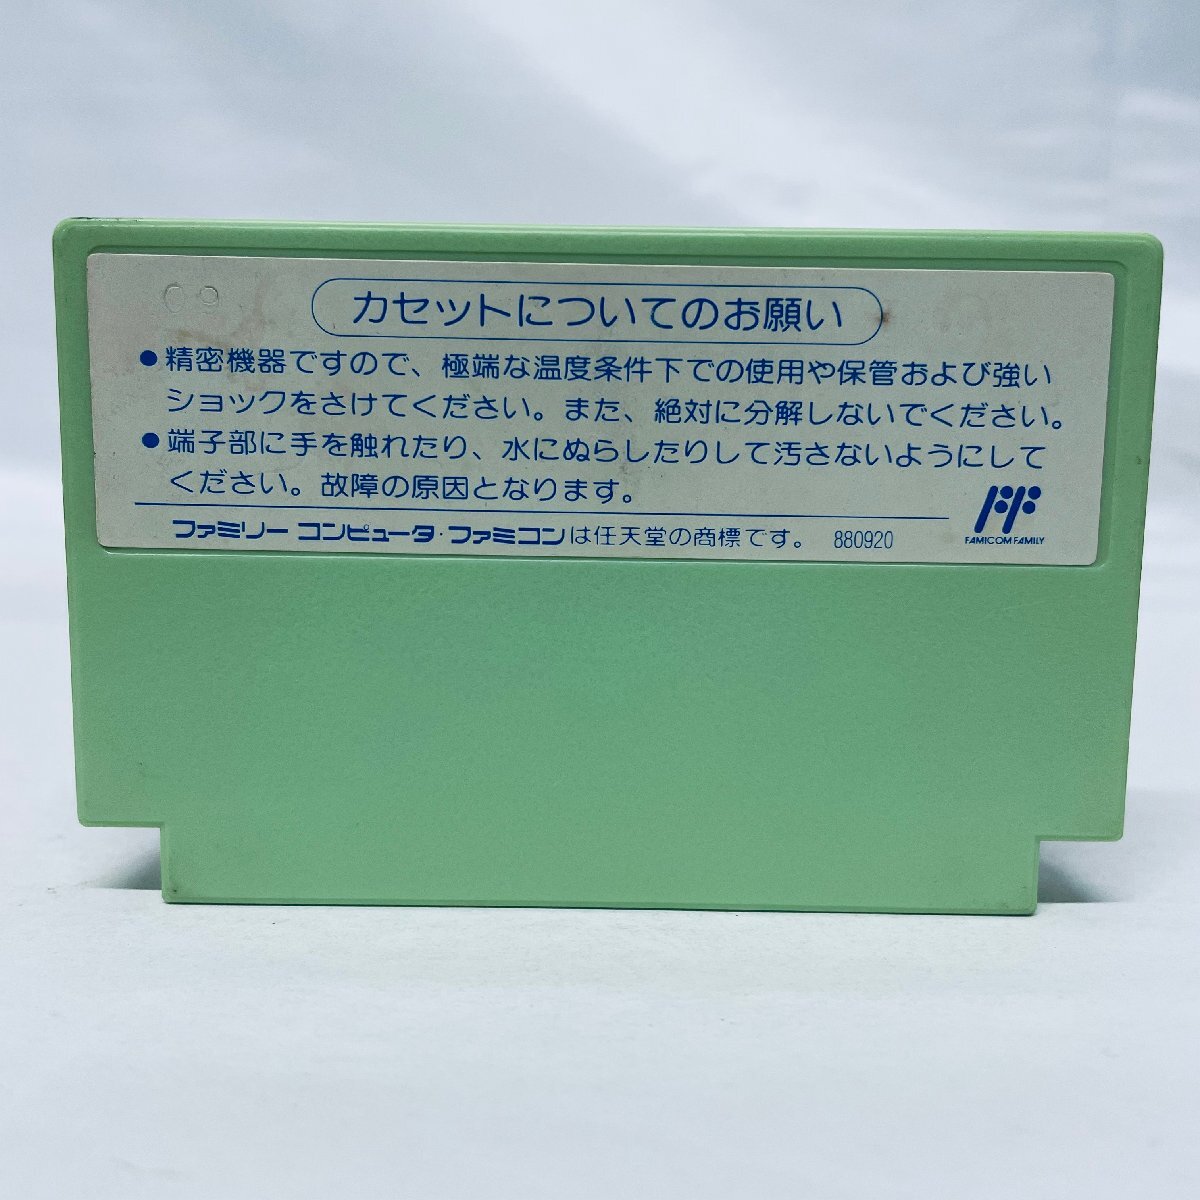 カセットについてのお願い
●精密機器ですので、極端な温度条件下での使用や保管および強い
ショックをさけてください。また、絶対に分解しないでください。
●端子部に手を触れたり、水にぬらしたりして汚さないようにして
ください。故障の原因となります。
ファミリーコンピュータ・ファミコンは任天堂の商標です。 880920
FAMICOM FAMILY